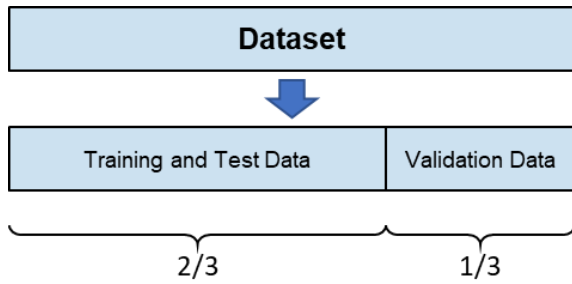 Dataset
Training and Test Data Validation Data
2/3 1/3